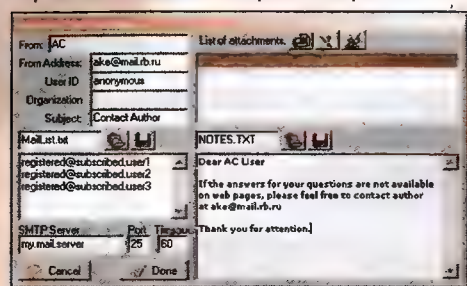 From: AC
From Address: ake@mail.rb.ru
User ID anonymous
Organization
Subject: Contact Author
MailList.txt
registered@subscribed.user1
registered@subscribed.user2
registered@subscribed.user3
SMTP Server Port Timeout
my.mail.server 25 60
Cancel Done
List of attachments.
NOTES.TXT
Dear AC User
If the answers for your questions are not available
on web pages, please feel free to contact author
at ake@mail.rb.ru
Thank you for attention.